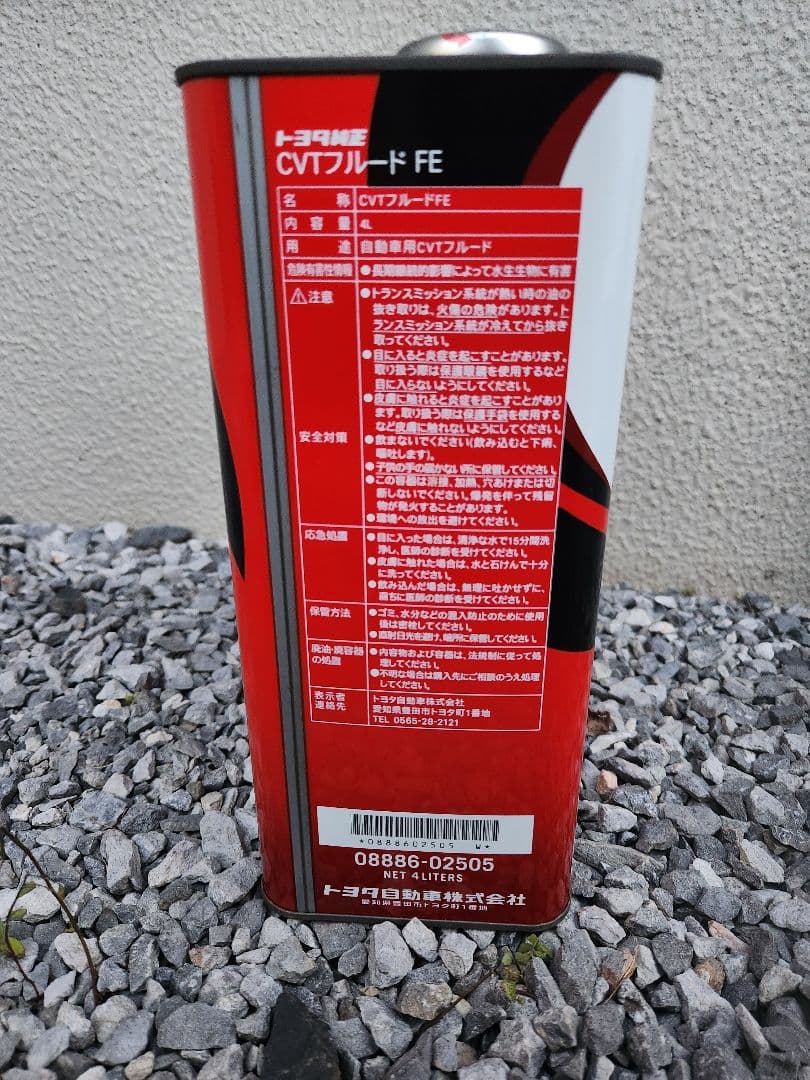 トヨタ純正
CVTフルード FE
名称 CVTフルードFE
内容量 4L
用途 自動車用CVTフルード
危険有害性情報 ●長期継続的影響によって水生生物に有害
⚠注意
安全対策
●トランスミッション系統が熱い時の油の
抜き取りは、火傷の危険があります。ト
ランスミッション系統が冷えてから抜き
取ってください。
●目に入ると炎症を起こすことがあります。
取り扱う際は保護眼鏡を使用するなど
目に入らないようにしてください。
●皮膚に触れると炎症を起こすことがあり
ます。取り扱う際は保護手袋を使用する
など皮膚に触れないようにしてください。
●飲まないでください(飲み込むと下痢、
嘔吐します)。
●子供の手の届かない所に保管してください。
●この容器は溶接、加熱、穴あけまたは切
断しないでください。爆発を伴って残留
物が発火することがあります。
●環境への放出を避けてください。
応急処置
●目に入った場合は、清浄な水で15分間洗
浄し、医師の診断を受けてください。
●皮膚に触れた場合は、水と石けんで十分
に洗ってください。
●飲み込んだ場合は、無理に吐かせずに、
直ちに医師の診断を受けてください。
保管方法
●ゴミ、水分などの混入防止のために使用
後は密栓してください。
●直射日光を避け、暗所に保管してください。
廃油・廃容器
の処置
●内容物および容器は、法規制に従って処
理してください。
●不明な場合は購入先にご相談のうえ処理
してください。
表示者
連絡先
トヨタ自動車株式会社
愛知県豊田市トヨタ町1番地
TEL 0565-28-2121
*0888602505 W*
08886-02505
NET 4 LITERS
トヨタ自動車株式会社
愛知県豊田市トヨタ町1番地